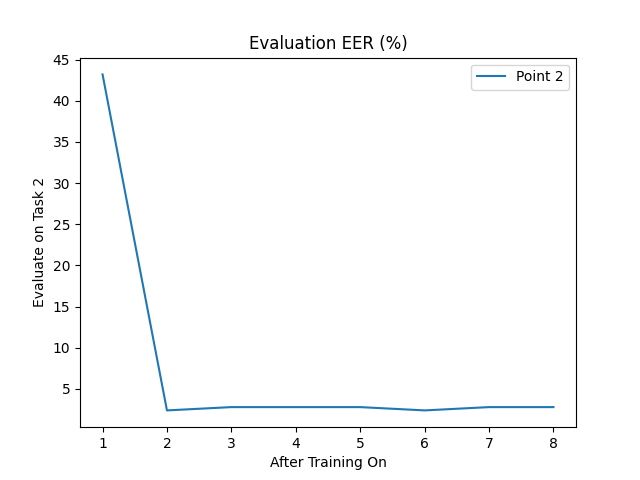 Evaluation EER (%)
Point 2
Evaluate on Task 2
45
40
35
30
25
20
15
10
5
1 2 3 4 5 6 7 8
After Training On